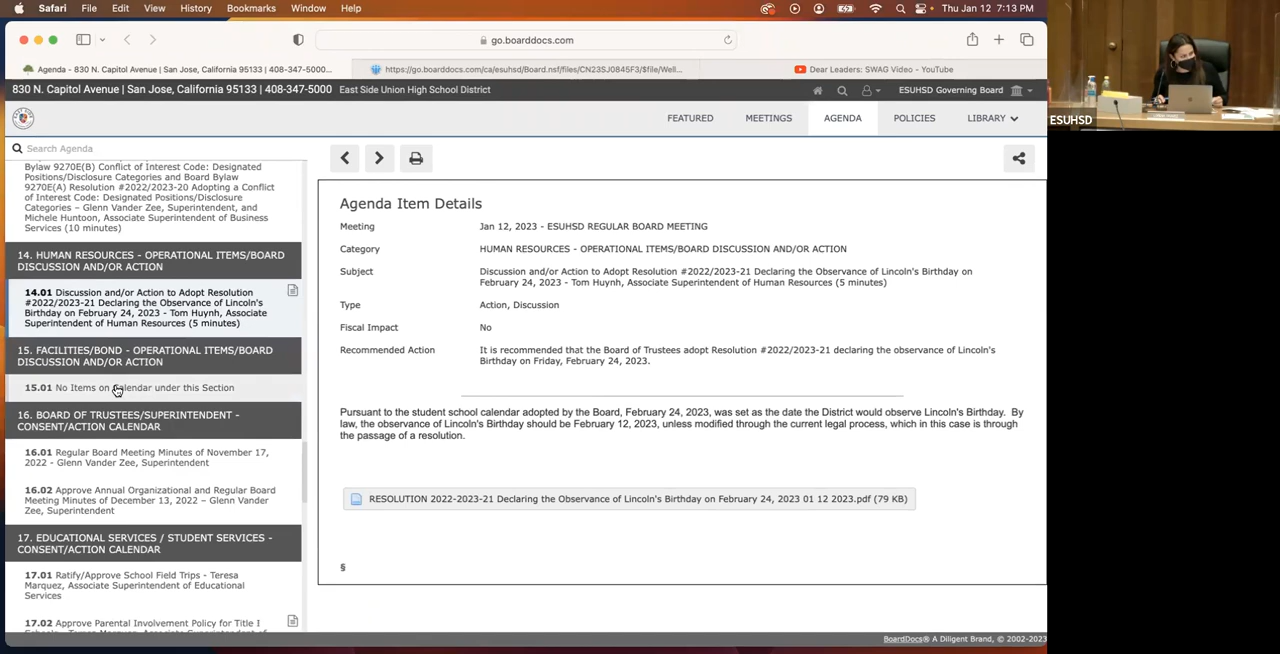 Safari File Edit View History Bookmarks Window Help Thu Jan 12 7:13 PM
go.boarddocs.com
Agenda - 830 N. Capitol Avenue | San Jose, California 95133 | 408-347-5000...
https://go.boarddocs.com/ca/esuhsd/Board.nsf/files/CN23SJ0845F3/$file/Well...
Dear Leaders: SWAG Video - YouTube
830 N. Capitol Avenue | San Jose, California 95133 | 408-347-5000 East Side Union High School District
ESUHSD Governing Board
FEATURED MEETINGS AGENDA POLICIES LIBRARY
Search Agenda
Bylaw 9270E(B) Conflict of Interest Code: Designated
Positions/Disclosure Categories and Board Bylaw
9270E(A) Resolution #2022/2023-20 Adopting a Conflict
of Interest Code: Designated Positions/Disclosure
Categories – Glenn Vander Zee, Superintendent, and
Michele Huntoon, Associate Superintendent of Business
Services (10 minutes)
14. HUMAN RESOURCES - OPERATIONAL ITEMS/BOARD
DISCUSSION AND/OR ACTION
14.01 Discussion and/or Action to Adopt Resolution
#2022/2023-21 Declaring the Observance of Lincoln's
Birthday on February 24, 2023 - Tom Huynh, Associate
Superintendent of Human Resources (5 minutes)
15. FACILITIES/BOND - OPERATIONAL ITEMS/BOARD
DISCUSSION AND/OR ACTION
15.01 No Items on Calendar under this Section
16. BOARD OF TRUSTEES/SUPERINTENDENT -
CONSENT/ACTION CALENDAR
16.01 Regular Board Meeting Minutes of November 17,
2022 - Glenn Vander Zee, Superintendent
16.02 Approve Annual Organizational and Regular Board
Meeting Minutes of December 13, 2022 – Glenn Vander
Zee, Superintendent
17. EDUCATIONAL SERVICES / STUDENT SERVICES -
CONSENT/ACTION CALENDAR
17.01 Ratify/Approve School Field Trips - Teresa
Marquez, Associate Superintendent of Educational
Services
17.02 Approve Parental Involvement Policy for Title I
Schools - Teresa Marquez, Associate Superintendent of
Agenda Item Details
Meeting Jan 12, 2023 - ESUHSD REGULAR BOARD MEETING
Category HUMAN RESOURCES - OPERATIONAL ITEMS/BOARD DISCUSSION AND/OR ACTION
Subject Discussion and/or Action to Adopt Resolution #2022/2023-21 Declaring the Observance of Lincoln's Birthday on
February 24, 2023 - Tom Huynh, Associate Superintendent of Human Resources (5 minutes)
Type Action, Discussion
Fiscal Impact No
Recommended Action It is recommended that the Board of Trustees adopt Resolution #2022/2023-21 declaring the observance of Lincoln's
Birthday on Friday, February 24, 2023.
Pursuant to the student school calendar adopted by the Board, February 24, 2023, was set as the date the District would observe Lincoln's Birthday. By
law, the observance of Lincoln's Birthday should be February 12, 2023, unless modified through the current legal process, which in this case is through
the passage of a resolution.
RESOLUTION 2022-2023-21 Declaring the Observance of Lincoln's Birthday on February 24, 2023 01 12 2023.pdf (79 KB)
§
BoardDocs® A Diligent Brand, © 2002-2023
ESUHSD